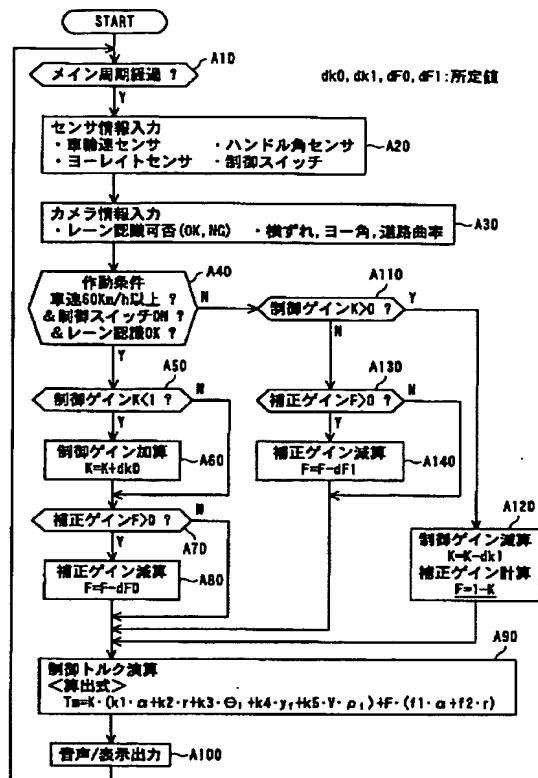 START
メイン周期経過 ?
A10
dk0, dk1, dF0, dF1:所定値
Y
センサ情報入力
・車輪速センサ ・ハンドル角センサ
・ヨーレイトセンサ ・制御スイッチ
A20
カメラ情報入力
・レーン認識可否(OK, NG) ・横ずれ, ヨー角, 道路曲率
A30
作動条件
車速60Km/h以上 ?
&制御スイッチON ?
&レーン認識OK ?
A40
N
Y
制御ゲインK>0 ?
A110
Y
N
制御ゲインK<1 ?
A50
N
Y
補正ゲインF>0 ?
A130
N
Y
制御ゲイン加算
K=K+dk0
A60
補正ゲイン減算
F=F-dF1
A140
補正ゲインF>0 ?
A70
N
Y
補正ゲイン減算
F=F-dF0
A80
制御ゲイン減算
K=K-dk1
補正ゲイン計算
F=1-K
A120
制御トルク演算
<算出式>
Tm=K・(k1・α+k2・r+k3・Θi+k4・yf+k5・V・ρi)+F・(f1・α+f2・r)
A90
音声/表示出力
A100